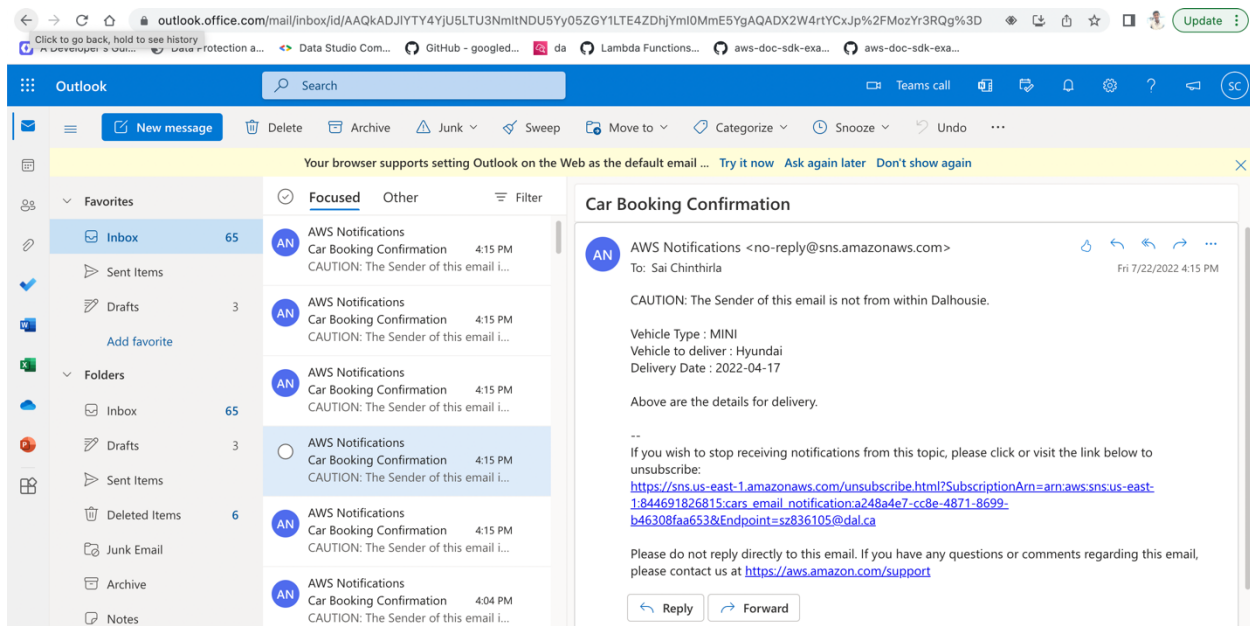 outlook.office.com/mail/inbox/id/AAQkADJlYTY4YjU5LTU3NmItNDU5Yy05ZGY1LTE4ZDhjYmI0MmE5YgAQADX2W4rtYCxJp%2FMozYr3RQg%3D
Update
Click to go back, hold to see history
A Developer's Gui...
Data Protection a...
Data Studio Com...
GitHub - googled...
da
Lambda Functions...
aws-doc-sdk-exa...
aws-doc-sdk-exa...
Outlook
Search
Teams call
SC
New message
Delete
Archive
Junk
Sweep
Move to
Categorize
Snooze
Undo
Your browser supports setting Outlook on the Web as the default email ... Try it now Ask again later Don't show again
Favorites
Inbox 65
Sent Items
Drafts 3
Add favorite
Folders
Inbox 65
Drafts 3
Sent Items
Deleted Items 6
Junk Email
Archive
Notes
Focused Other Filter
AN
AWS Notifications
Car Booking Confirmation 4:15 PM
CAUTION: The Sender of this email i...
AN
AWS Notifications
Car Booking Confirmation 4:15 PM
CAUTION: The Sender of this email i...
AN
AWS Notifications
Car Booking Confirmation 4:15 PM
CAUTION: The Sender of this email i...
AWS Notifications
Car Booking Confirmation 4:15 PM
CAUTION: The Sender of this email i...
AN
AWS Notifications
Car Booking Confirmation 4:15 PM
CAUTION: The Sender of this email i...
AN
AWS Notifications
Car Booking Confirmation 4:04 PM
CAUTION: The Sender of this email i...
Car Booking Confirmation
AN
AWS Notifications <no-reply@sns.amazonaws.com>
To: Sai Chinthirla
Fri 7/22/2022 4:15 PM
CAUTION: The Sender of this email is not from within Dalhousie.
Vehicle Type : MINI
Vehicle to deliver : Hyundai
Delivery Date : 2022-04-17
Above are the details for delivery.
--
If you wish to stop receiving notifications from this topic, please click or visit the link below to
unsubscribe:
https://sns.us-east-1.amazonaws.com/unsubscribe.html?SubscriptionArn=arn:aws:sns:us-east-
1:844691826815:cars_email_notification:a248a4e7-cc8e-4871-8699-
b46308faa653&Endpoint=sz836105@dal.ca
Please do not reply directly to this email. If you have any questions or comments regarding this email,
please contact us at https://aws.amazon.com/support
Reply
Forward